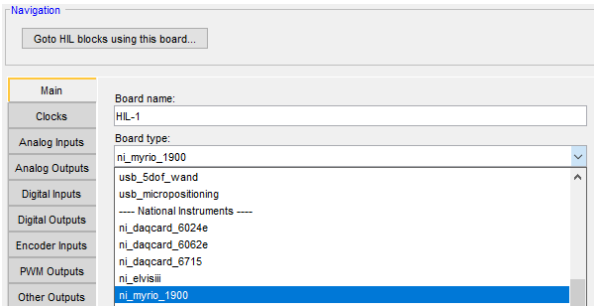 Navigation
Goto HIL blocks using this board...
Main
Clocks
Analog Inputs
Analog Outputs
Digital Inputs
Digital Outputs
Encoder Inputs
PWM Outputs
Other Outputs
Board name:
HIL-1
Board type:
ni_myrio_1900
usb_5dof_wand
usb_micropositioning
---- National Instruments ----
ni_daqcard_6024e
ni_daqcard_6062e
ni_daqcard_6715
ni_elvisiii
ni_myrio_1900